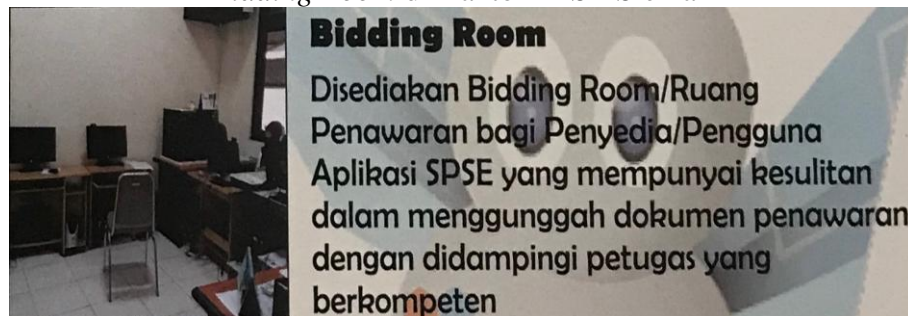 Bidding Room
Disediakan Bidding Room/Ruang
Penawaran bagi Penyedia/Pengguna
Aplikasi SPSE yang mempunyai kesulitan
dalam menggunggah dokumen penawaran
dengan didampingi petugas yang
berkompeten